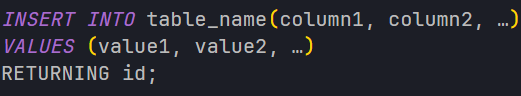 INSERT INTO table_name(column1, column2, …)
VALUES (value1, value2, …)
RETURNING id;